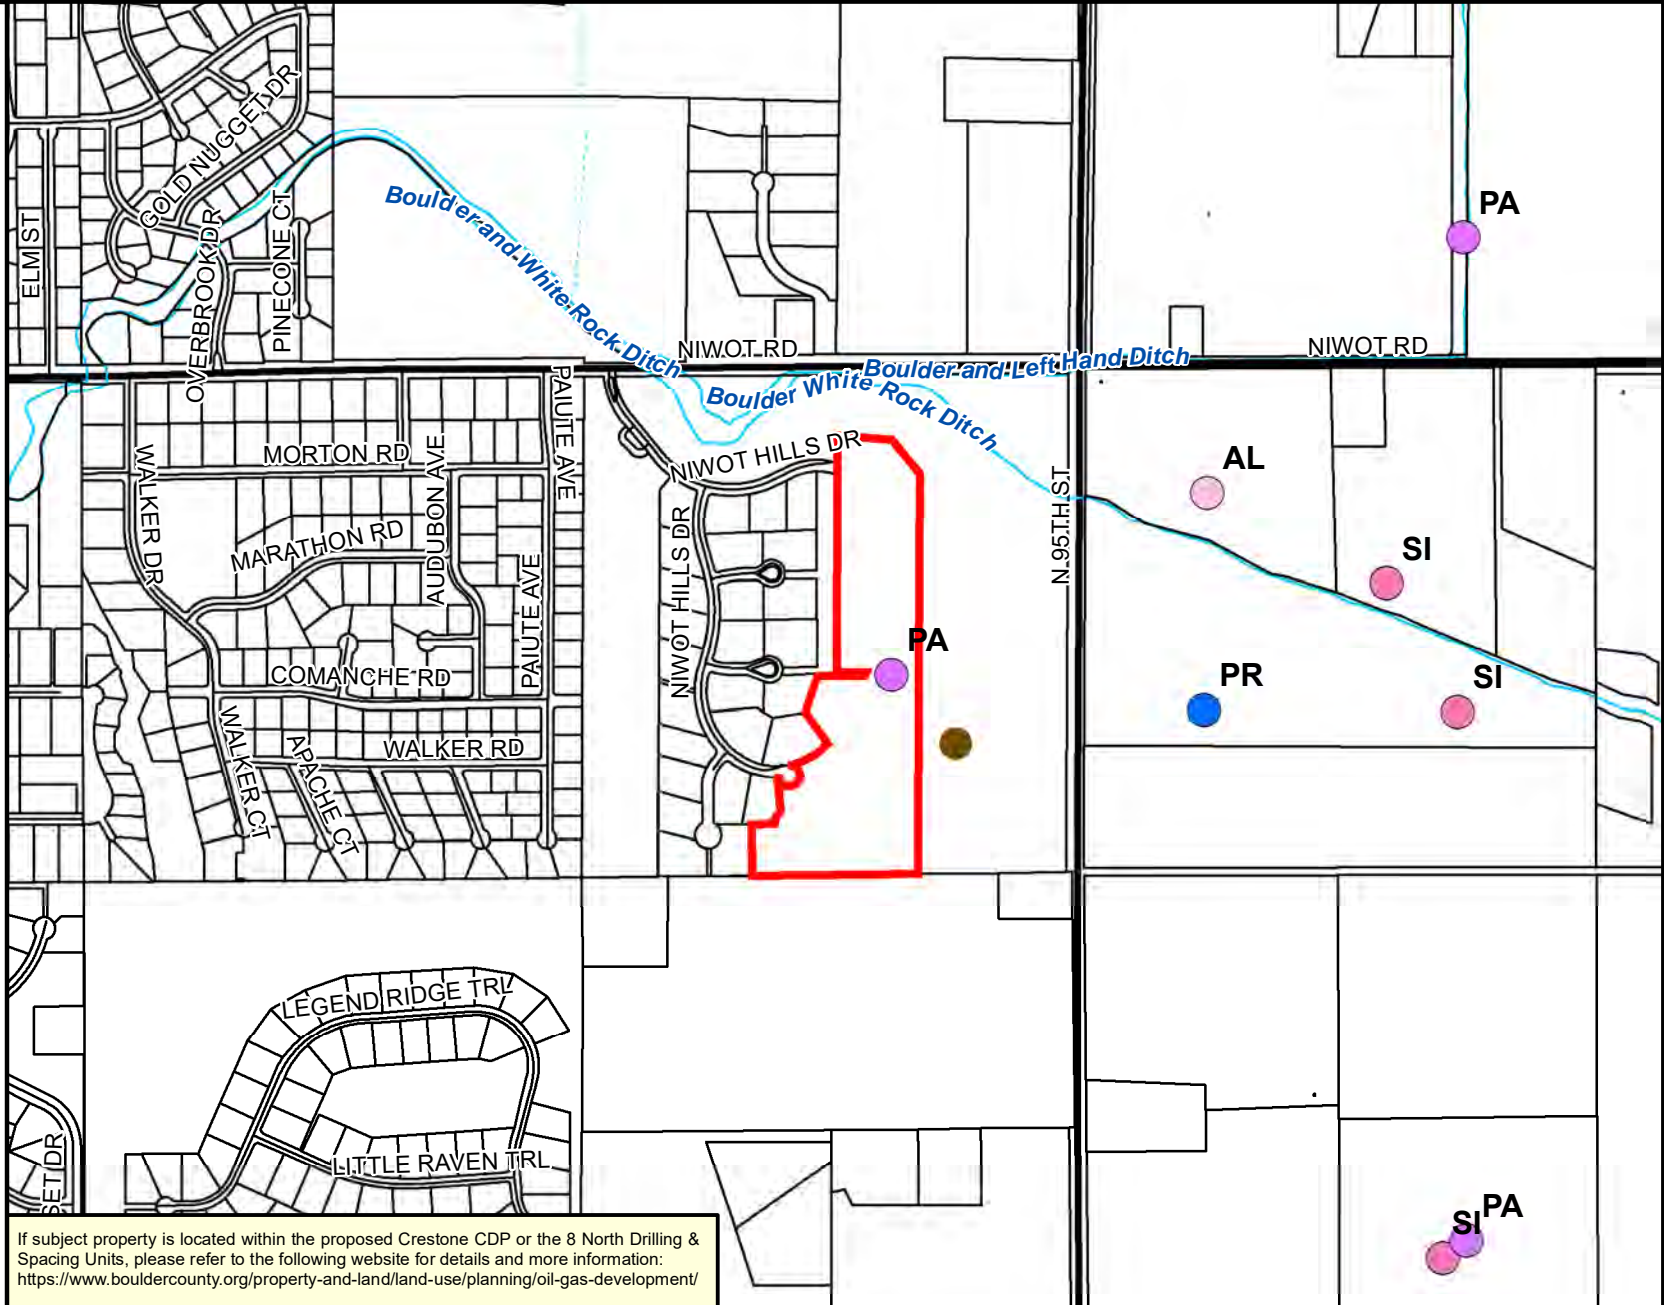 GOLD NUGGET DR
ELM ST
OVERBROOK DR
PINECONE CT
Boulder and White Rock Ditch
PA
NIWOT RD
NIWOT RD
Boulder and Left Hand Ditch
Boulder White Rock Ditch
PAIUTE AVE
MORTON RD
NIWOT HILLS DR
WALKER DR
AUDUBON AVE
MARATHON RD
N 95TH ST
AL
SI
NIWOT HILLS DR
PAIUTE AVE
PA
COMANCHE RD
PR
SI
WALKER CT
APACHE CT
WALKER RD
LEGEND RIDGE TRL
LITTLE RAVEN TRL
SET DR
SI
PA
If subject property is located within the proposed Crestone CDP or the 8 North Drilling &
Spacing Units, please refer to the following website for details and more information:
https://www.bouldercounty.org/property-and-land/land-use/planning/oil-gas-development/